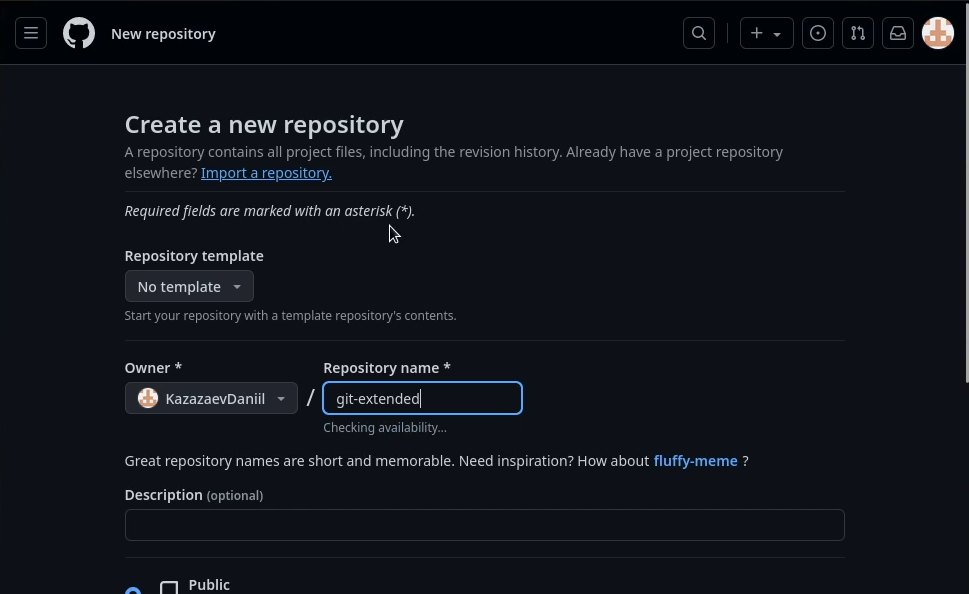 New repository
Create a new repository
A repository contains all project files, including the revision history. Already have a project repository
elsewhere? Import a repository.
Required fields are marked with an asterisk (*).
Repository template
No template
Start your repository with a template repository's contents.
Owner * Repository name *
KazazaevDaniil / git-extended
Checking availability...
Great repository names are short and memorable. Need inspiration? How about fluffy-meme ?
Description (optional)
Public